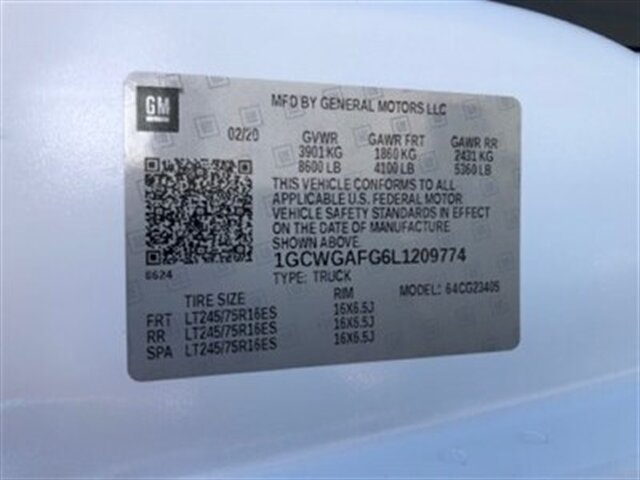 GM
MFD BY GENERAL MOTORS LLC
02/20 GVWR GAWR FRT GAWR RR
3901 KG 1860 KG 2431 KG
8600 LB 4100 LB 5360 LB
THIS VEHICLE CONFORMS TO ALL
APPLICABLE U.S. FEDERAL MOTOR
VEHICLE SAFETY STANDARDS IN EFFECT
ON THE DATE OF MANUFACTURE
SHOWN ABOVE.
6624 1GCWGAFG6L1209774
TYPE: TRUCK MODEL: 64CG23405
TIRE SIZE RIM
FRT LT245/75R16ES 16X6.5J
RR LT245/75R16ES 16X6.5J
SPA LT245/75R16ES 16X6.5J